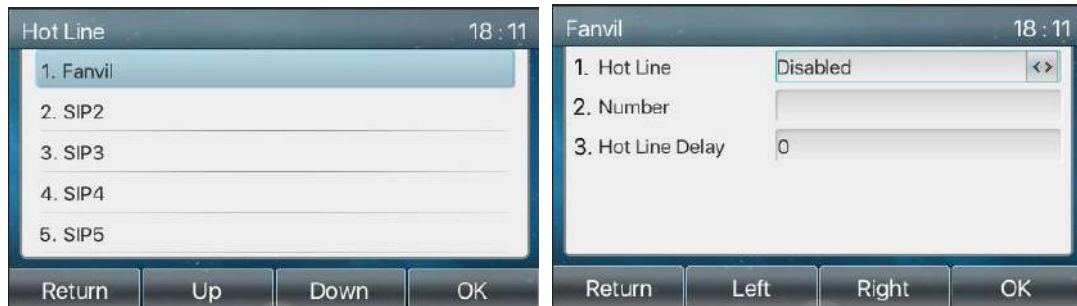 Hot Line 18 : 11
1. Fanvil
2. SIP2
3. SIP3
4. SIP4
5. SIP5
Return Up Down OK
Fanvil 18 : 11
1. Hot Line Disabled <>
2. Number
3. Hot Line Delay 0
Return Left Right OK